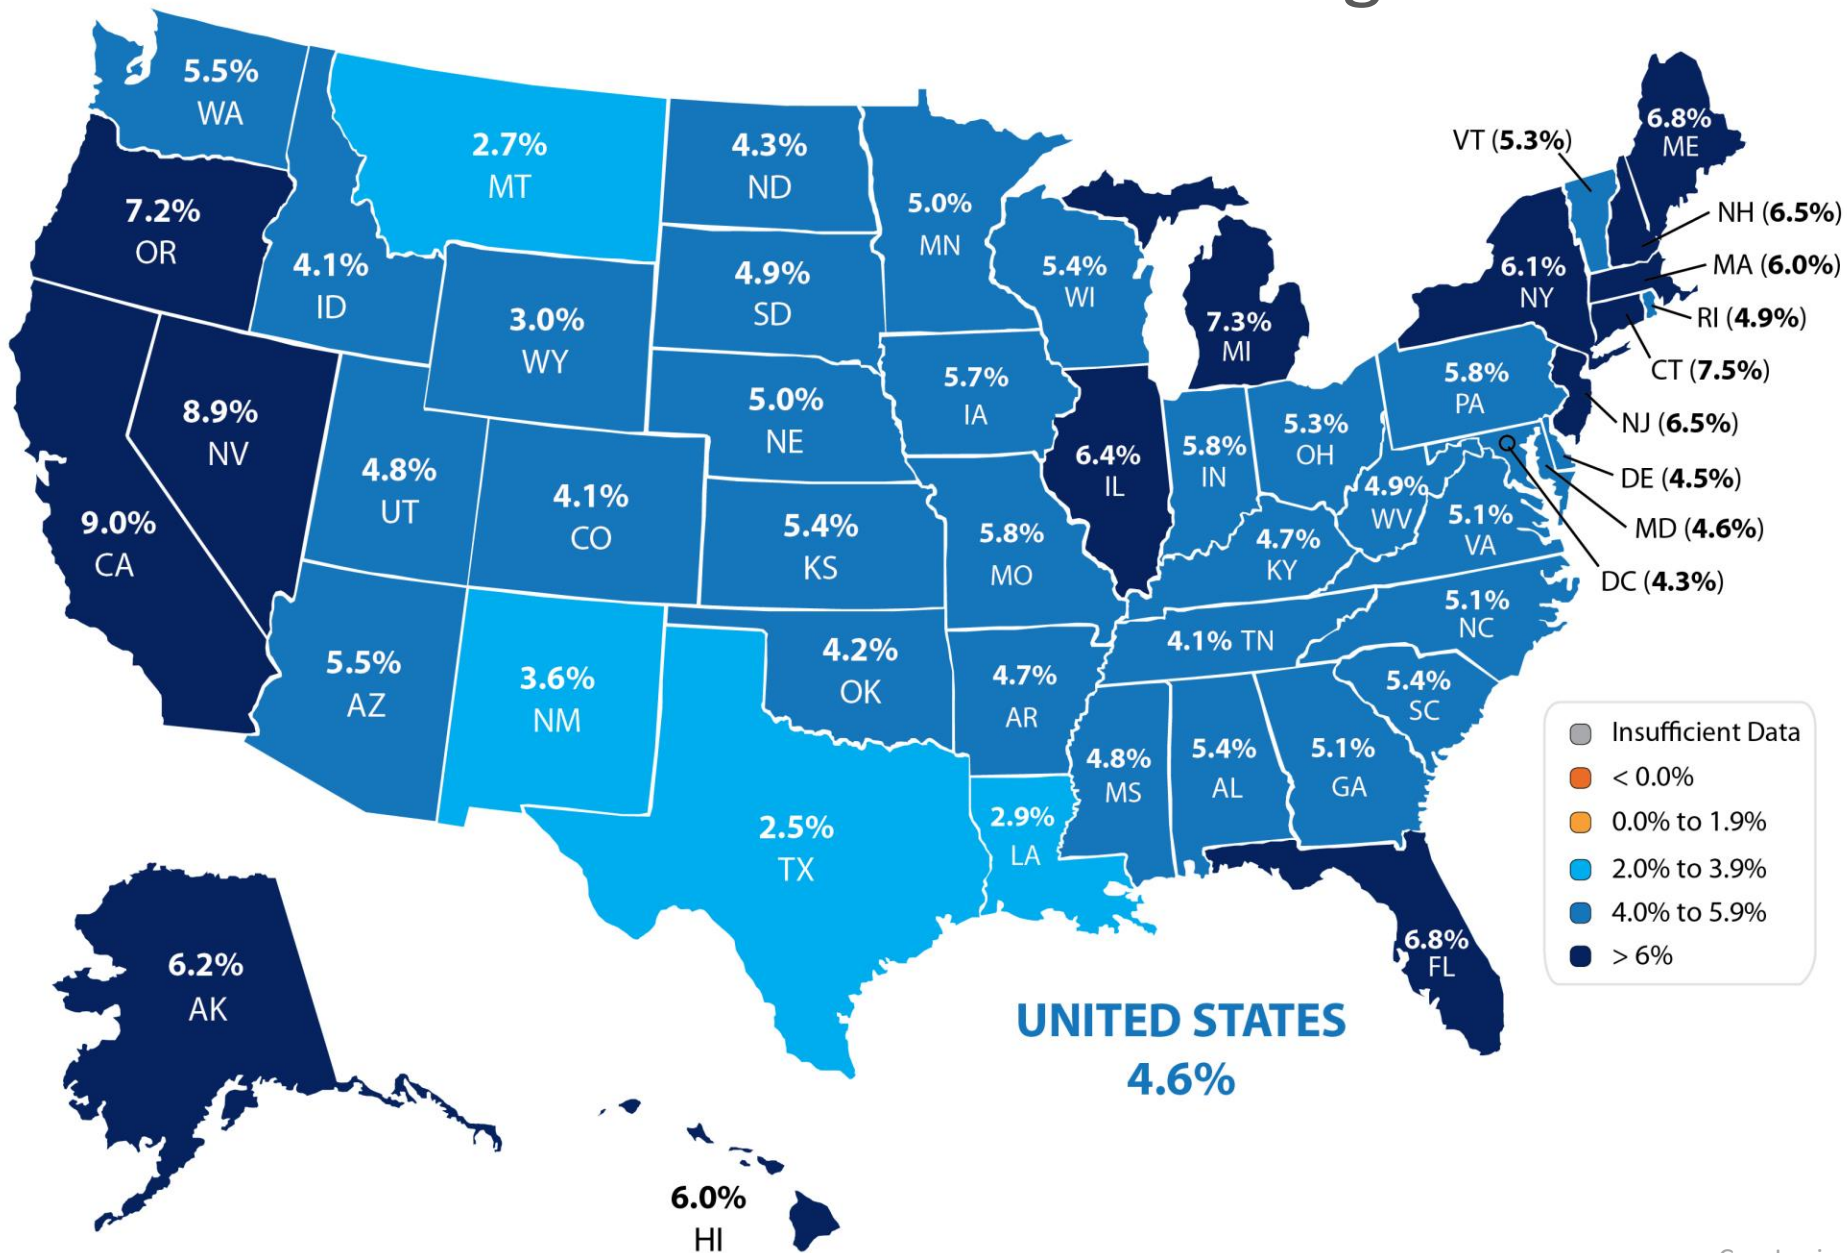 5.5%
WA
7.2%
OR
9.0%
CA
8.9%
NV
4.1%
ID
2.7%
MT
3.0%
WY
4.8%
UT
4.1%
CO
5.5%
AZ
3.6%
NM
4.3%
ND
4.9%
SD
5.0%
NE
5.4%
KS
4.2%
OK
2.5%
TX
5.0%
MN
5.7%
IA
5.8%
MO
4.7%
AR
2.9%
LA
5.4%
WI
6.4%
IL
7.3%
MI
5.8%
IN
5.3%
OH
4.7%
KY
4.1% TN
4.8%
MS
5.4%
AL
5.1%
GA
6.8%
FL
5.4%
SC
5.1%
NC
5.1%
VA
4.9%
WV
5.8%
PA
6.1%
NY
6.8%
ME
VT (5.3%)
NH (6.5%)
MA (6.0%)
RI (4.9%)
CT (7.5%)
NJ (6.5%)
DE (4.5%)
MD (4.6%)
DC (4.3%)
6.2%
AK
6.0%
HI
UNITED STATES
4.6%
Insufficient Data
< 0.0%
0.0% to 1.9%
2.0% to 3.9%
4.0% to 5.9%
> 6%